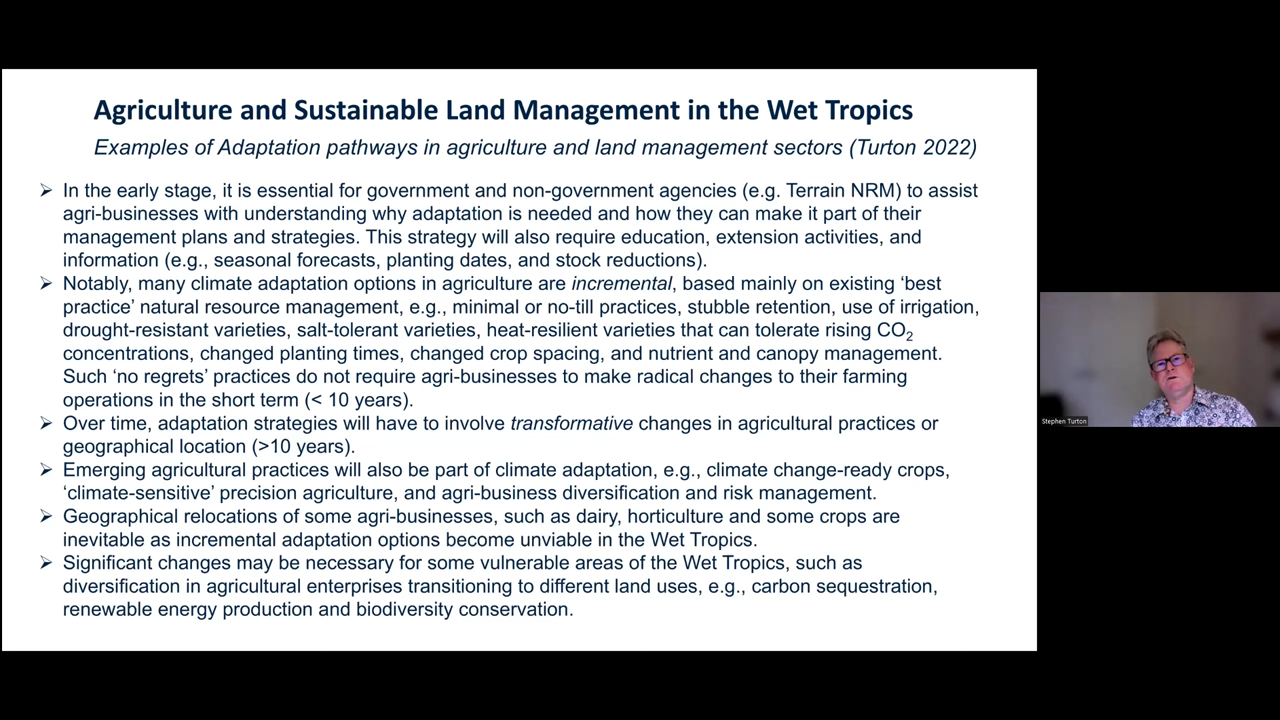 Agriculture and Sustainable Land Management in the Wet Tropics
Examples of Adaptation pathways in agriculture and land management sectors (Turton 2022)
➢ In the early stage, it is essential for government and non-government agencies (e.g. Terrain NRM) to assist
agri-businesses with understanding why adaptation is needed and how they can make it part of their
management plans and strategies. This strategy will also require education, extension activities, and
information (e.g., seasonal forecasts, planting dates, and stock reductions).
➢ Notably, many climate adaptation options in agriculture are incremental, based mainly on existing ‘best
practice’ natural resource management, e.g., minimal or no-till practices, stubble retention, use of irrigation,
drought-resistant varieties, salt-tolerant varieties, heat-resilient varieties that can tolerate rising CO₂
concentrations, changed planting times, changed crop spacing, and nutrient and canopy management.
Such ‘no regrets’ practices do not require agri-businesses to make radical changes to their farming
operations in the short term (< 10 years).
➢ Over time, adaptation strategies will have to involve transformative changes in agricultural practices or
geographical location (>10 years).
➢ Emerging agricultural practices will also be part of climate adaptation, e.g., climate change-ready crops,
‘climate-sensitive’ precision agriculture, and agri-business diversification and risk management.
➢ Geographical relocations of some agri-businesses, such as dairy, horticulture and some crops are
inevitable as incremental adaptation options become unviable in the Wet Tropics.
➢ Significant changes may be necessary for some vulnerable areas of the Wet Tropics, such as
diversification in agricultural enterprises transitioning to different land uses, e.g., carbon sequestration,
renewable energy production and biodiversity conservation.
Stephen Turton